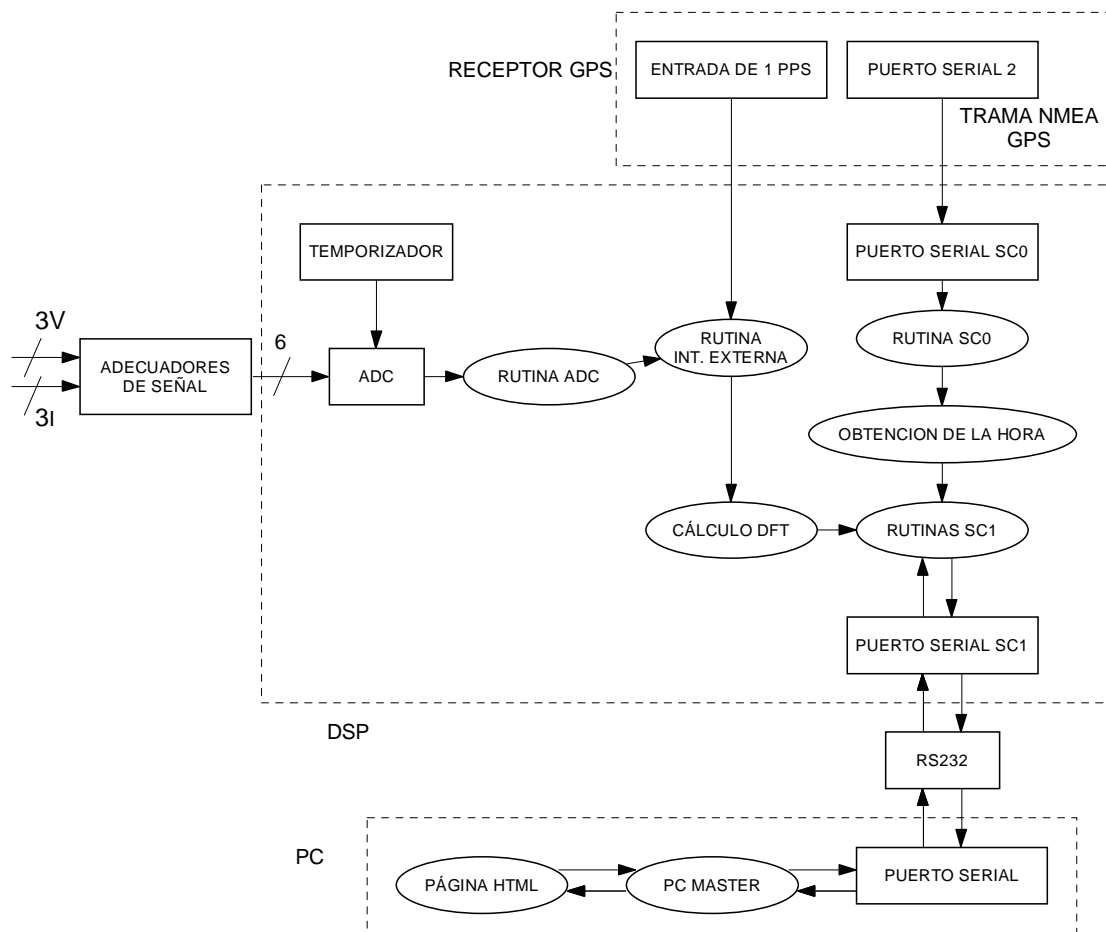 RECEPTOR GPS
ENTRADA DE 1 PPS
PUERTO SERIAL 2
TRAMA NMEA
GPS
TEMPORIZADOR
PUERTO SERIAL SC0
3V
3I
ADECUADORES
DE SEÑAL
6
ADC
RUTINA ADC
RUTINA
INT. EXTERNA
RUTINA SC0
OBTENCION DE LA HORA
CÁLCULO DFT
RUTINAS SC1
PUERTO SERIAL SC1
DSP
RS232
PC
PÁGINA HTML
PC MASTER
PUERTO SERIAL